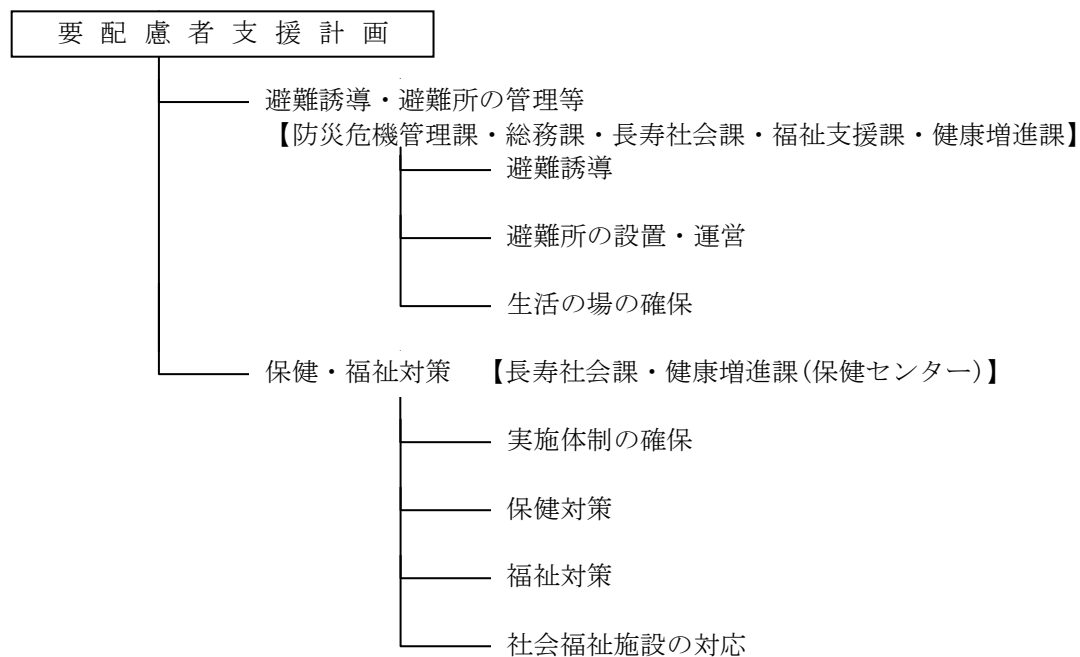 要配慮者支援計画
避難誘導・避難所の管理等
【防災危機管理課・総務課・長寿社会課・福祉支援課・健康増進課】
避難誘導
避難所の設置・運営
生活の場の確保
保健・福祉対策 【長寿社会課・健康増進課(保健センター)】
実施体制の確保
保健対策
福祉対策
社会福祉施設の対応